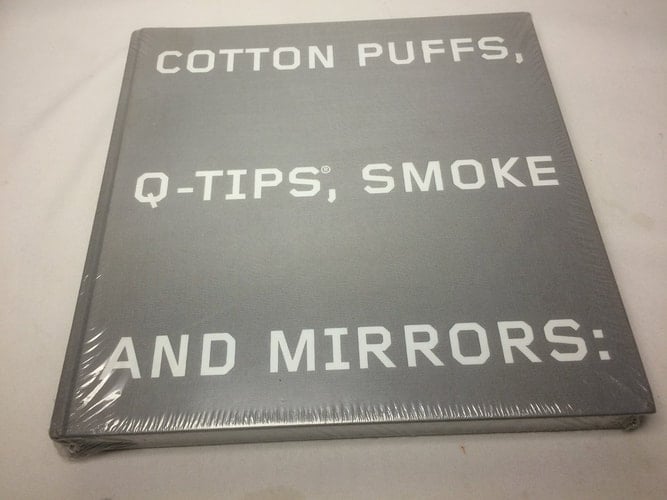 COTTON PUFFS,
Q-TIPS®, SMOKE
AND MIRRORS: